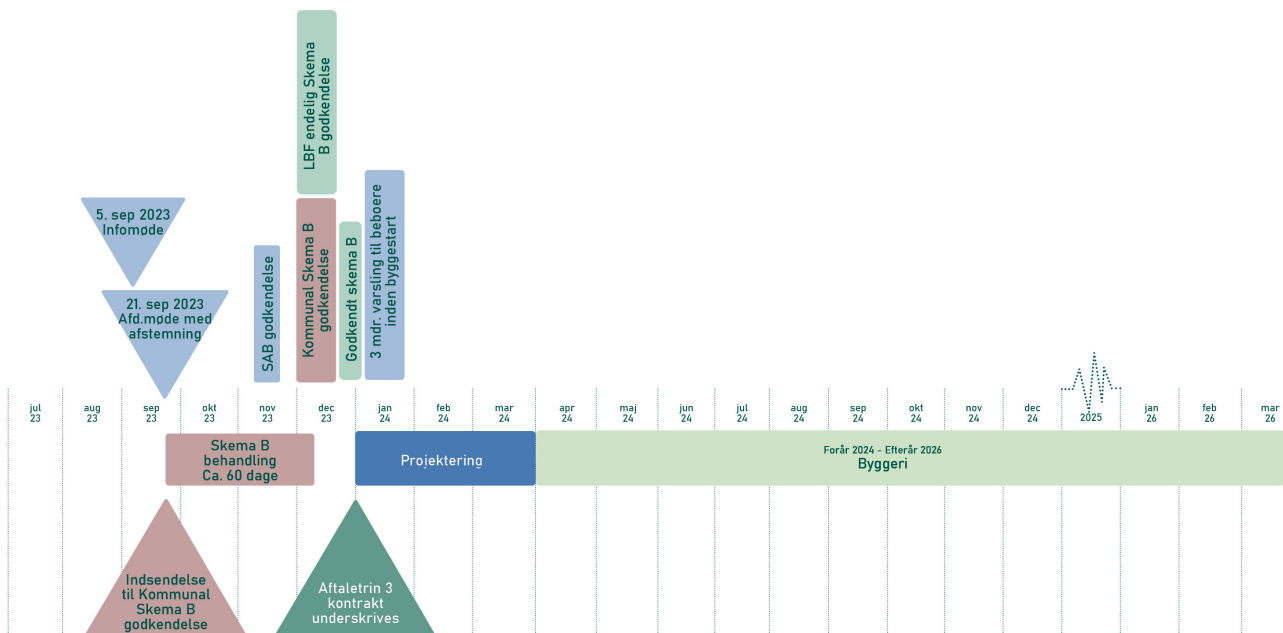 LBF endelig Skema
B godkendelse
5. sep 2023
Infomøde
21. sep 2023
Afd.møde med
afstemning
SAB godkendelse
Kommunal Skema B
godkendelse
Godkendt skema B
3 mdr. varsling til beboere
inden byggestart
jul
23
aug
23
sep
23
okt
23
nov
23
dec
23
jan
24
feb
24
mar
24
apr
24
maj
24
jun
24
jul
24
aug
24
sep
24
okt
24
nov
24
dec
24
2025
jan
26
feb
26
mar
26
Skema B
behandling
Ca. 60 dage
Projektering
Forår 2024 - Efterår 2026
Byggeri
Indsendelse
til Kommunal
Skema B
godkendelse
Aftaletrin 3
kontrakt
underskrives